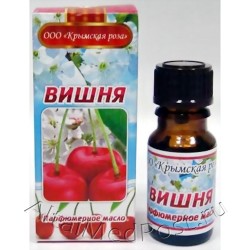 ООО «Крымская роза»
ВИШНЯ
Парфюмерное масло
ООО «Крымская роза
ВИШНЯ
Парфюмерное масло